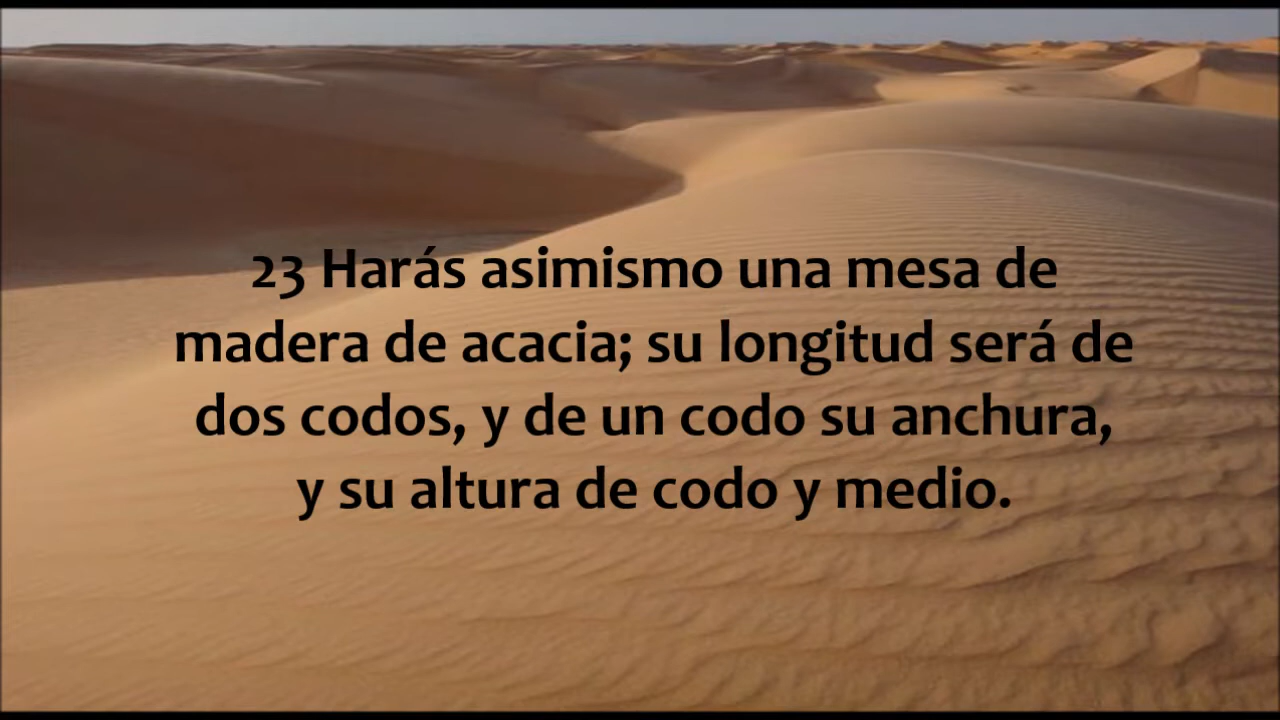 23 Harás asimismo una mesa de
madera de acacia; su longitud será de
dos codos, y de un codo su anchura,
y su altura de codo y medio.